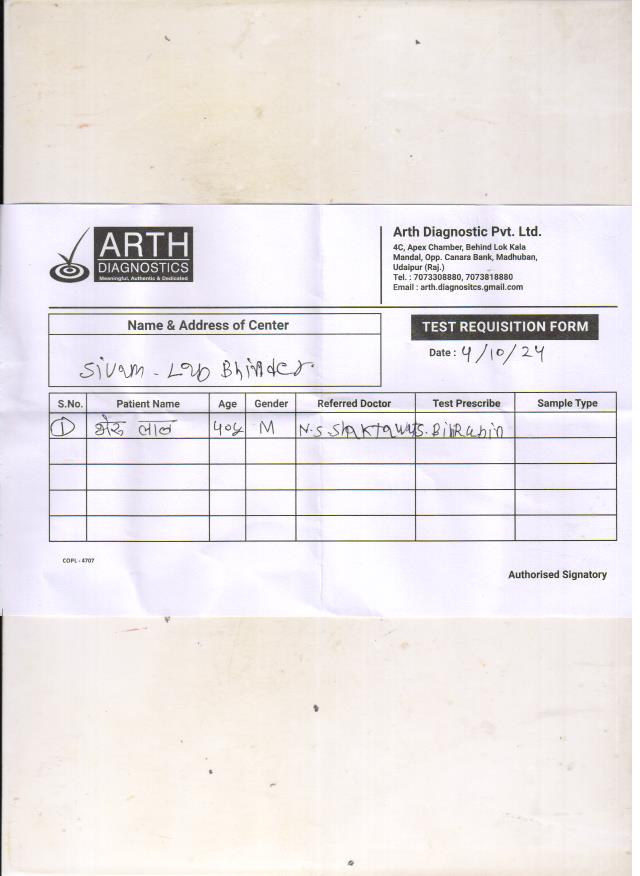 ARTH
DIAGNOSTICS
Meaningful, Authentic & Dedicated
Arth Diagnostic Pvt. Ltd.
4C, Apex Chamber, Behind Lok Kala
Mandal, Opp. Canara Bank, Madhuban,
Udaipur (Raj.)
Tel. : 7073308880, 7073818880
Email : arth.diagnositcs.gmail.com
Name & Address of Center
TEST REQUISITION FORM
Sivam - Lab Bhinder.
Date : 4/10/24
S.No. Patient Name Age Gender Referred Doctor Test Prescribe Sample Type
1 भेरु लाल 40y M N.S. S. BilRubin
COPL - 4707
Authorised Signatory